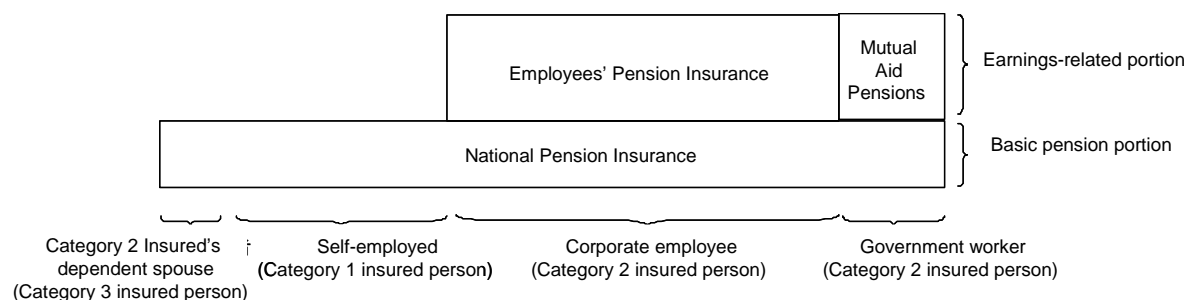 Employees’ Pension Insurance
Mutual
Aid
Pensions
Earnings-related portion
National Pension Insurance
Basic pension portion
Category 2 Insured’s
dependent spouse
(Category 3 insured person)
†
Self-employed
(Category 1 insured person)
Corporate employee
(Category 2 insured person)
Government worker
(Category 2 insured person)